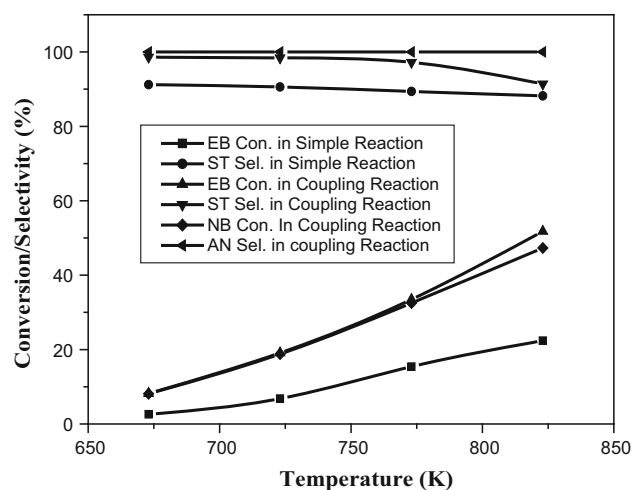 Conversion/Selectivity (%)
100
80
60
40
20
0
EB Con. in Simple Reaction
ST Sel. in Simple Reaction
EB Con. in Coupling Reaction
ST Sel. in Coupling Reaction
NB Con. In Coupling Reaction
AN Sel. in coupling Reaction
650 700 750 800 850
Temperature (K)